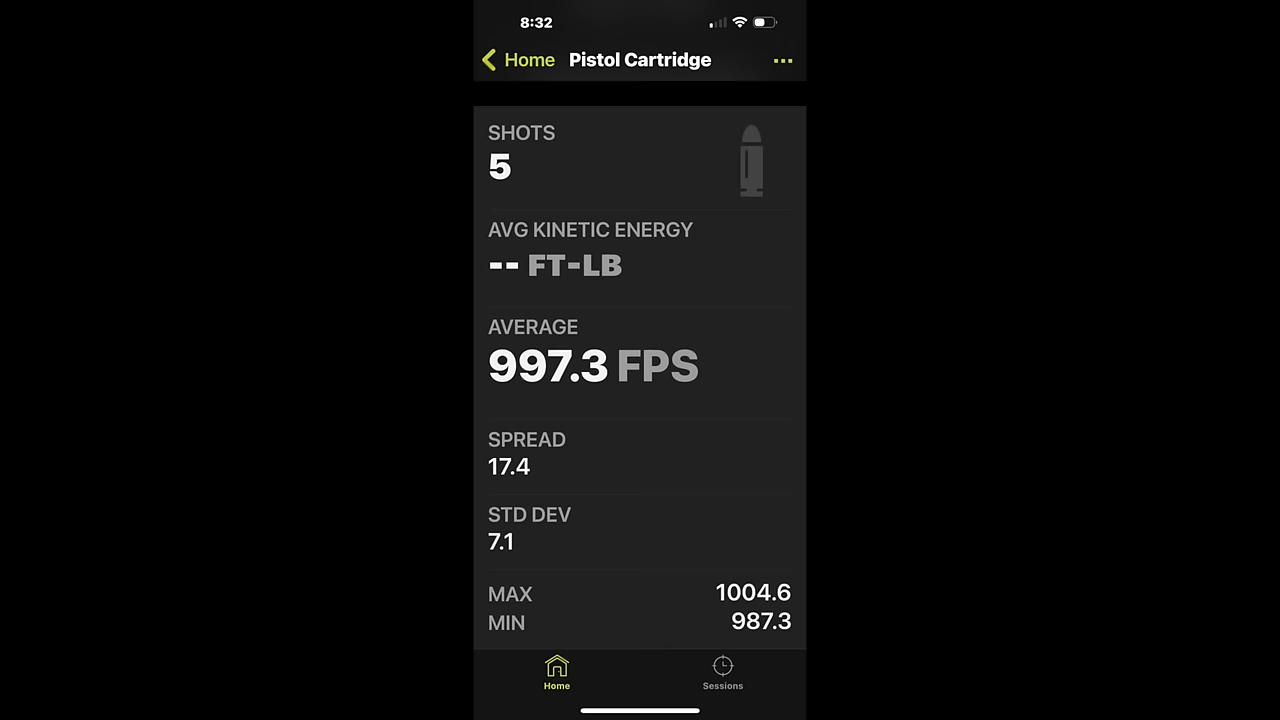 8:32
Home Pistol Cartridge ...
SHOTS
5
AVG KINETIC ENERGY
-- FT-LB
AVERAGE
997.3 FPS
SPREAD
17.4
STD DEV
7.1
MAX 1004.6
MIN 987.3
Home Sessions